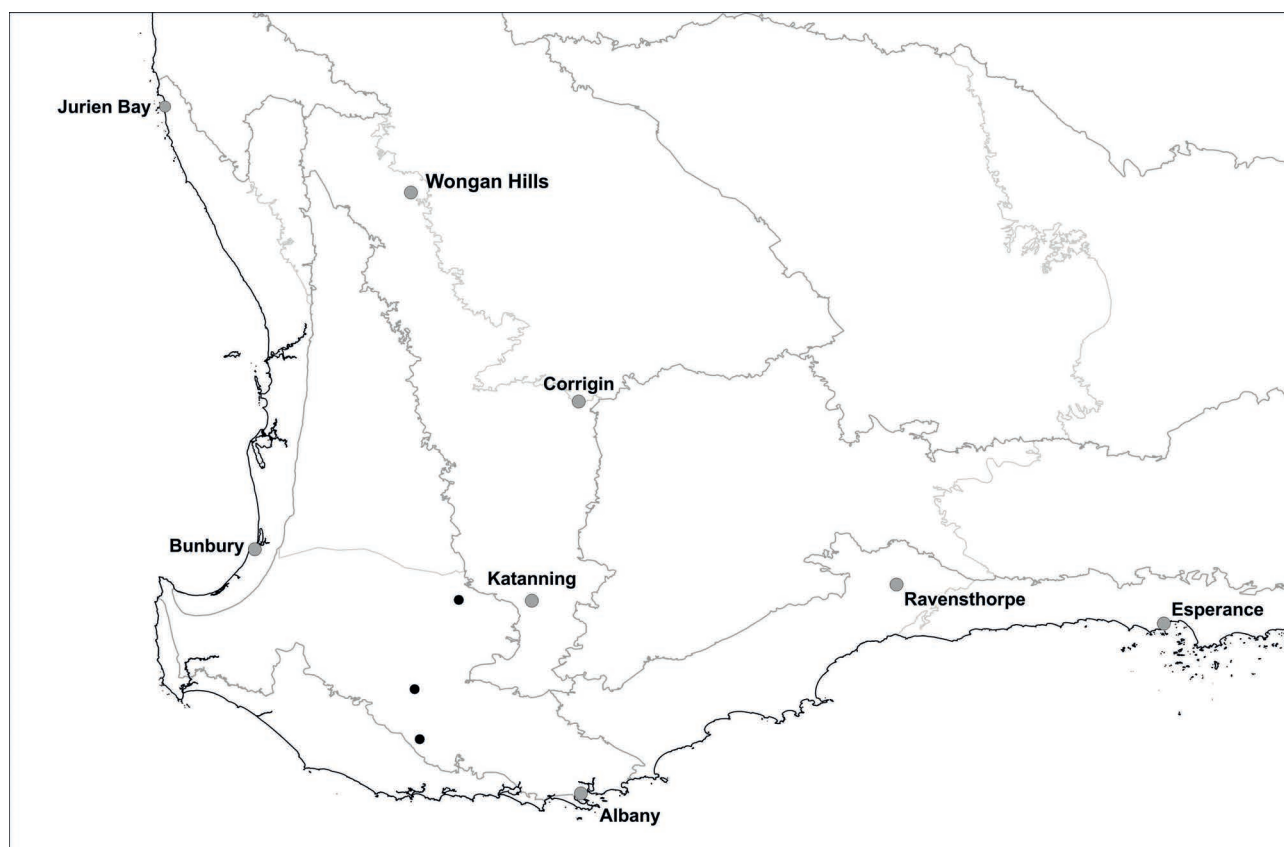 Jurien Bay
Wongan Hills
Corrigin
Bunbury
Katanning
Ravensthorpe
Esperance
Albany